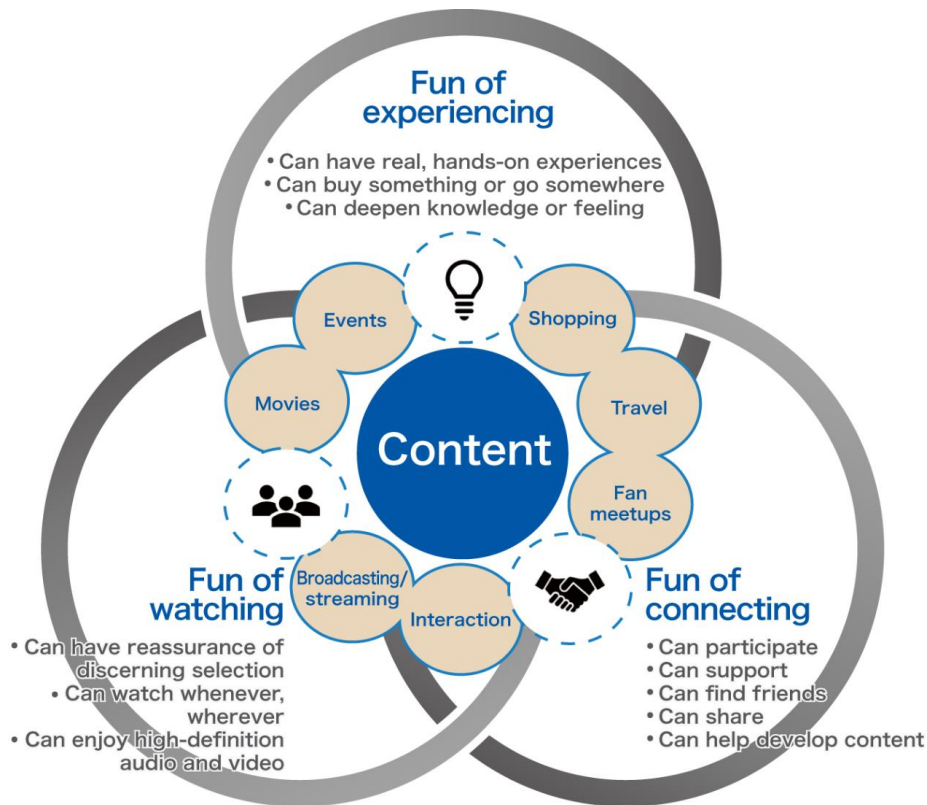 Fun of
experiencing
• Can have real, hands-on experiences
• Can buy something or go somewhere
• Can deepen knowledge or feeling
Events
Shopping
Movies
Travel
Content
Fan
meetups
Broadcasting/
streaming
Interaction
Fun of
watching
• Can have reassurance of
discerning selection
• Can watch whenever,
wherever
• Can enjoy high-definition
audio and video
Fun of
connecting
• Can participate
• Can support
• Can find friends
• Can share
• Can help develop content